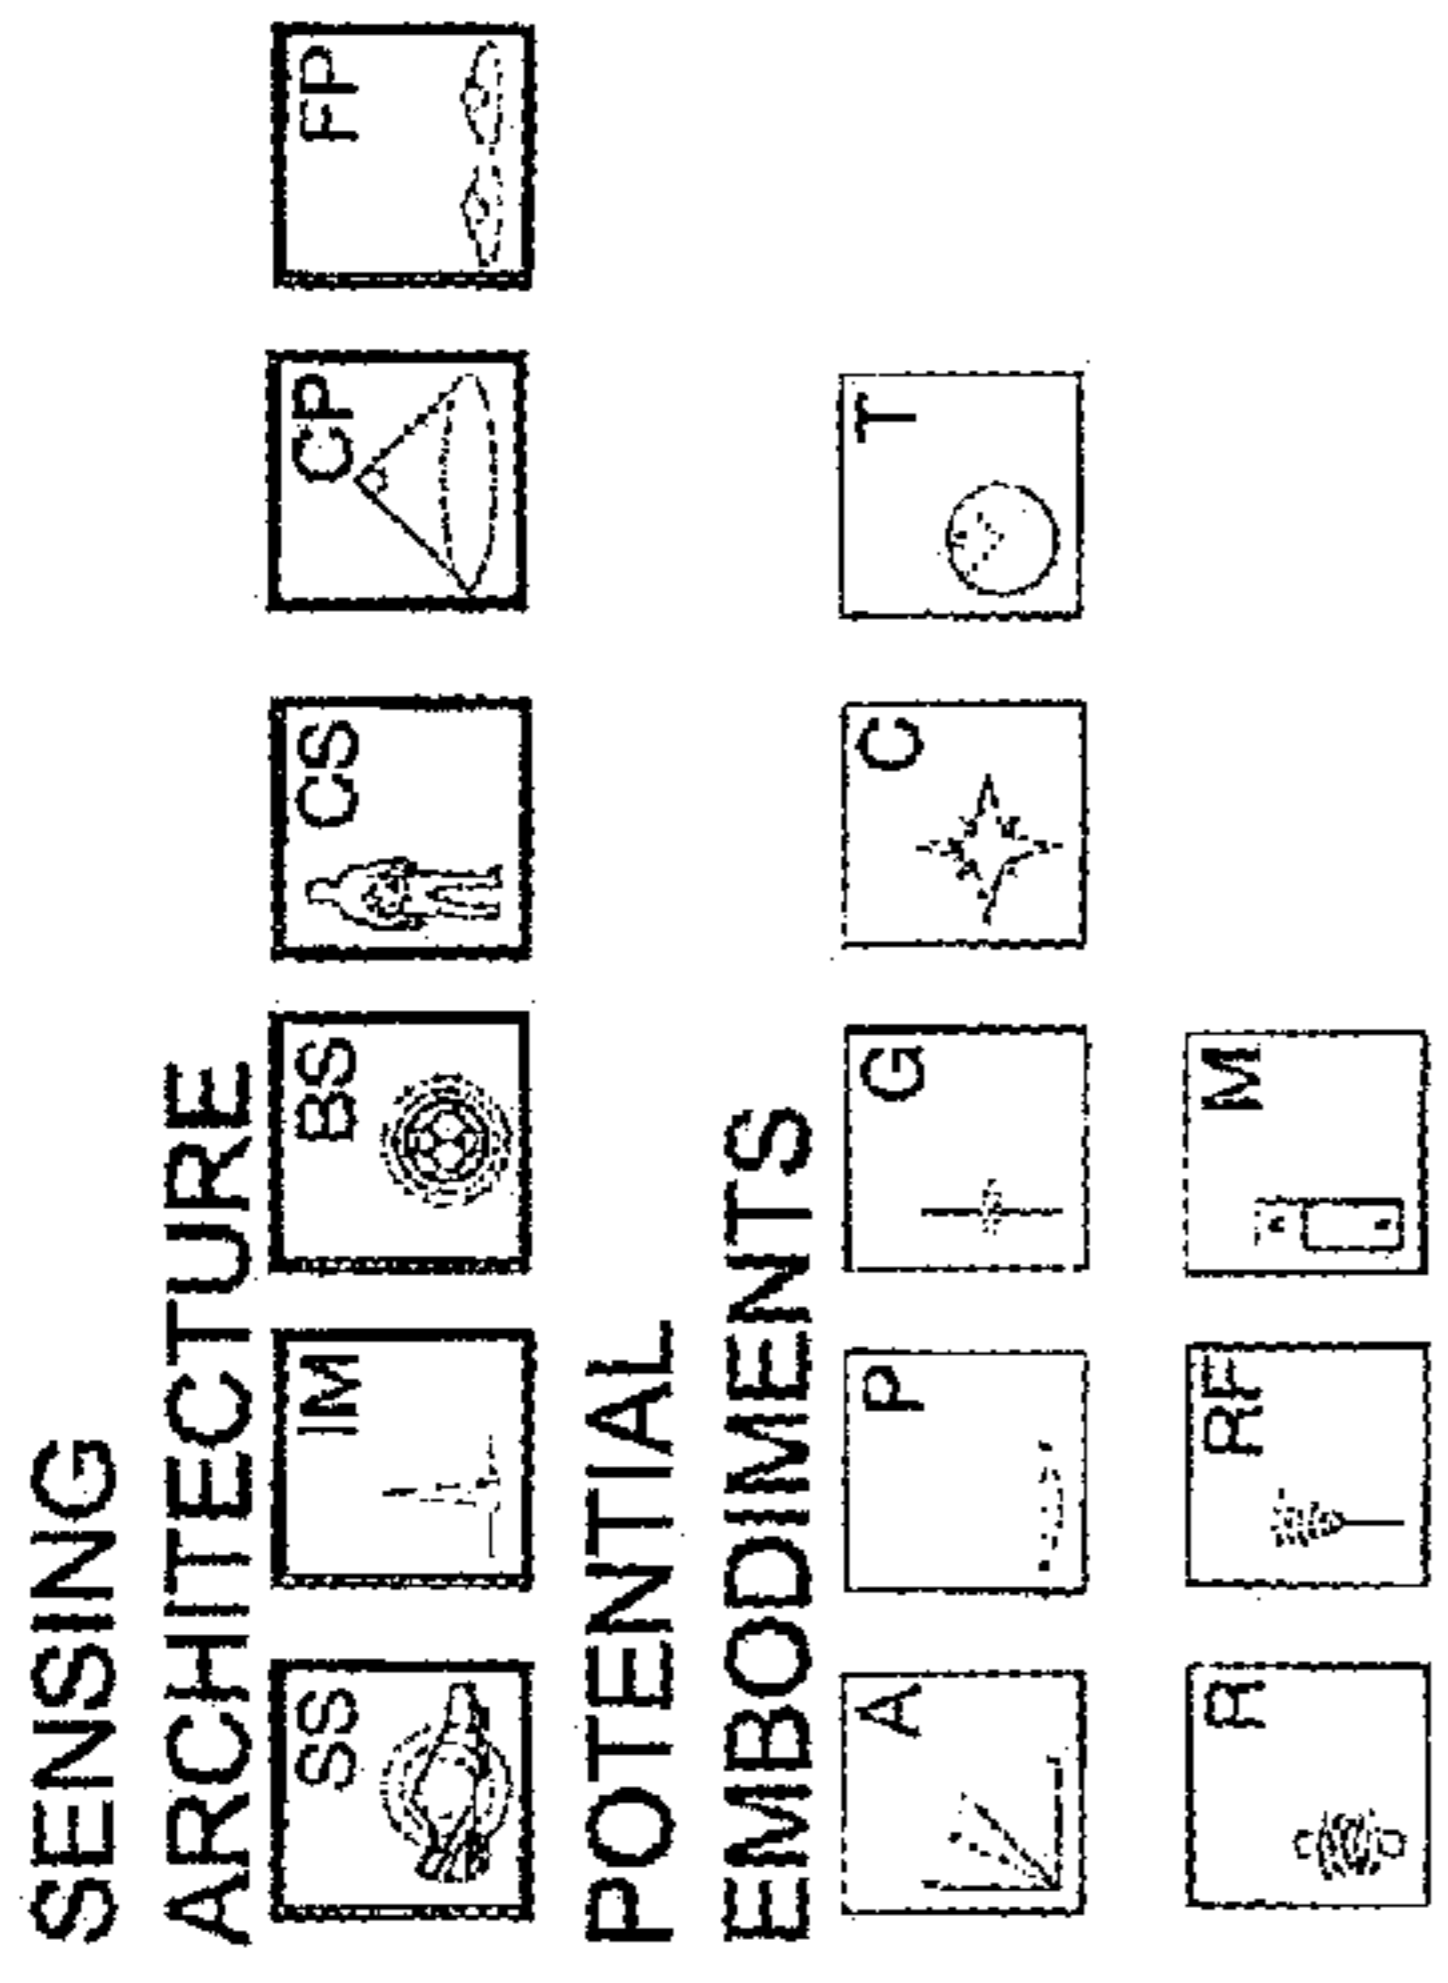 SENSING
ARCHITECTURE
SS IM BS CS CP FP
POTENTIAL
EMBODIMENTS
A P G C T
R RF M